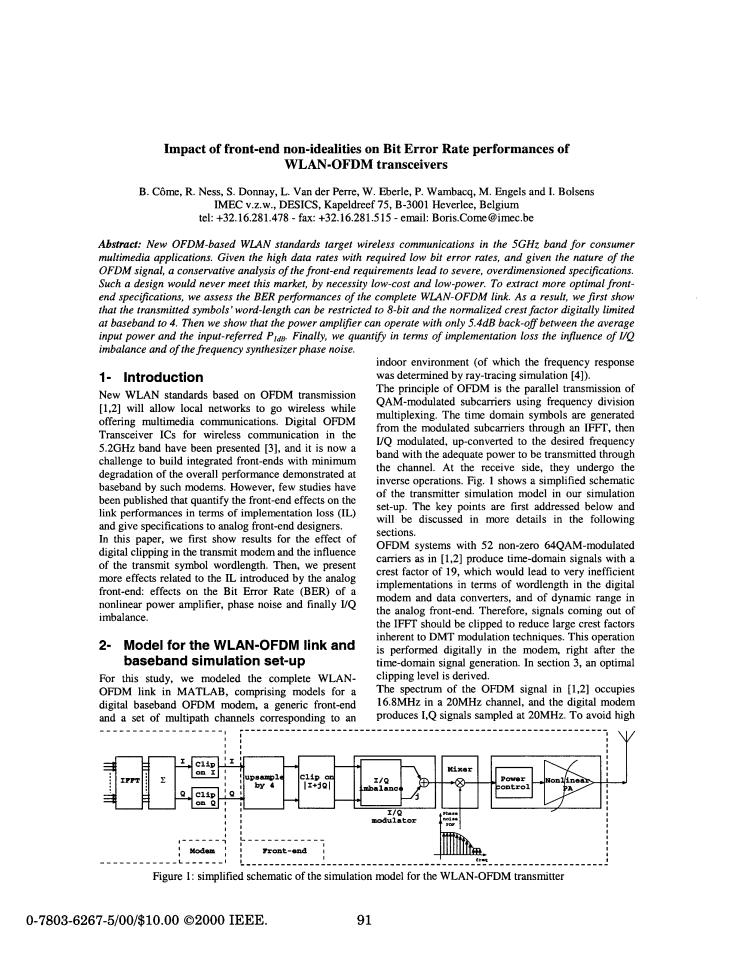 Impact of front-end non-idealities on Bit Error Rate performances of
WLAN-OFDM transceivers
B. Côme, R. Ness, S. Donnay, L. Van der Perre, W. Eberle, P. Wambacq, M. Engels and I. Bolsens
IMEC v.z.w., DESICS, Kapeldreef 75, B-3001 Heverlee, Belgium
tel: +32.16.281.478 - fax: +32.16.281.515 - email: Boris.Come@imec.be
Abstract: New OFDM-based WLAN standards target wireless communications in the 5GHz band for consumer
multimedia applications. Given the high data rates with required low bit error rates, and given the nature of the
OFDM signal, a conservative analysis of the front-end requirements lead to severe, overdimensioned specifications.
Such a design would never meet this market, by necessity low-cost and low-power. To extract more optimal front-
end specifications, we assess the BER performances of the complete WLAN-OFDM link. As a result, we first show
that the transmitted symbols' word-length can be restricted to 8-bit and the normalized crest factor digitally limited
at baseband to 4. Then we show that the power amplifier can operate with only 5.4dB back-off between the average
input power and the input-referred P1dB. Finally, we quantify in terms of implementation loss the influence of I/Q
imbalance and of the frequency synthesizer phase noise.
1- Introduction
New WLAN standards based on OFDM transmission
[1,2] will allow local networks to go wireless while
offering multimedia communications. Digital OFDM
Transceiver ICs for wireless communication in the
5.2GHz band have been presented [3], and it is now a
challenge to build integrated front-ends with minimum
degradation of the overall performance demonstrated at
baseband by such modems. However, few studies have
been published that quantify the front-end effects on the
link performances in terms of implementation loss (IL)
and give specifications to analog front-end designers.
In this paper, we first show results for the effect of
digital clipping in the transmit modem and the influence
of the transmit symbol wordlength. Then, we present
more effects related to the IL introduced by the analog
front-end: effects on the Bit Error Rate (BER) of a
nonlinear power amplifier, phase noise and finally I/Q
imbalance.
2- Model for the WLAN-OFDM link and
baseband simulation set-up
For this study, we modeled the complete WLAN-
OFDM link in MATLAB, comprising models for a
digital baseband OFDM modem, a generic front-end
and a set of multipath channels corresponding to an
indoor environment (of which the frequency response
was determined by ray-tracing simulation [4]).
The principle of OFDM is the parallel transmission of
QAM-modulated subcarriers using frequency division
multiplexing. The time domain symbols are generated
from the modulated subcarriers through an IFFT, then
I/Q modulated, up-converted to the desired frequency
band with the adequate power to be transmitted through
the channel. At the receive side, they undergo the
inverse operations. Fig. 1 shows a simplified schematic
of the transmitter simulation model in our simulation
set-up. The key points are first addressed below and
will be discussed in more details in the following
sections.
OFDM systems with 52 non-zero 64QAM-modulated
carriers as in [1,2] produce time-domain signals with a
crest factor of 19, which would lead to very inefficient
implementations in terms of wordlength in the digital
modem and data converters, and of dynamic range in
the analog front-end. Therefore, signals coming out of
the IFFT should be clipped to reduce large crest factors
inherent to DMT modulation techniques. This operation
is performed digitally in the modem, right after the
time-domain signal generation. In section 3, an optimal
clipping level is derived.
The spectrum of the OFDM signal in [1,2] occupies
16.8MHz in a 20MHz channel, and the digital modem
produces I,Q signals sampled at 20MHz. To avoid high
IFFT
Σ
I
Clip
on I
I
Q
Clip
on Q
Q
upsample
by 4
Clip on
|I+jQ|
I/Q
imbalance
j
I/Q
modulator
Mixer
Phase
noise
PDF
freq
Power
control
Nonlinear
PA
Modem
Front-end
Figure 1: simplified schematic of the simulation model for the WLAN-OFDM transmitter
0-7803-6267-5/00/$10.00 ©2000 IEEE.
91